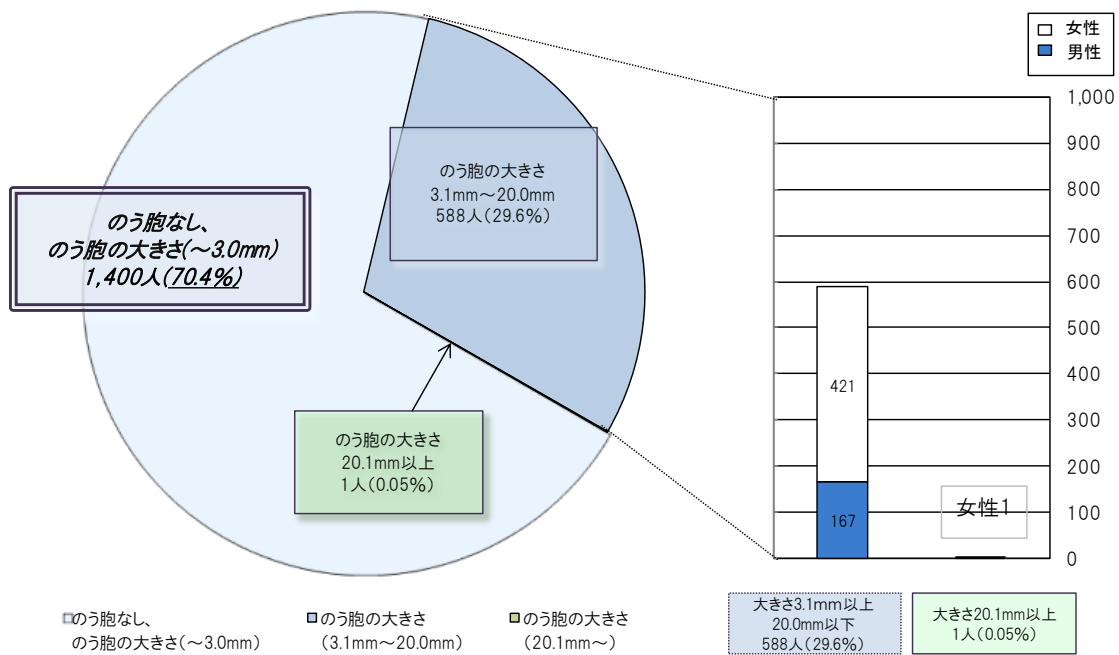 女性
男性
のう胞の大きさ
3.1mm～20.0mm
588人(29.6%)
のう胞なし、
のう胞の大きさ(～3.0mm)
1,400人(70.4%)
のう胞の大きさ
20.1mm以上
1人(0.05%)
1,000
900
800
700
600
500
400
300
200
100
0
421
167
女性1
のう胞なし、
のう胞の大きさ(～3.0mm)
のう胞の大きさ
(3.1mm～20.0mm)
のう胞の大きさ
(20.1mm～)
大きさ3.1mm以上
20.0mm以下
588人(29.6%)
大きさ20.1mm以上
1人(0.05%)